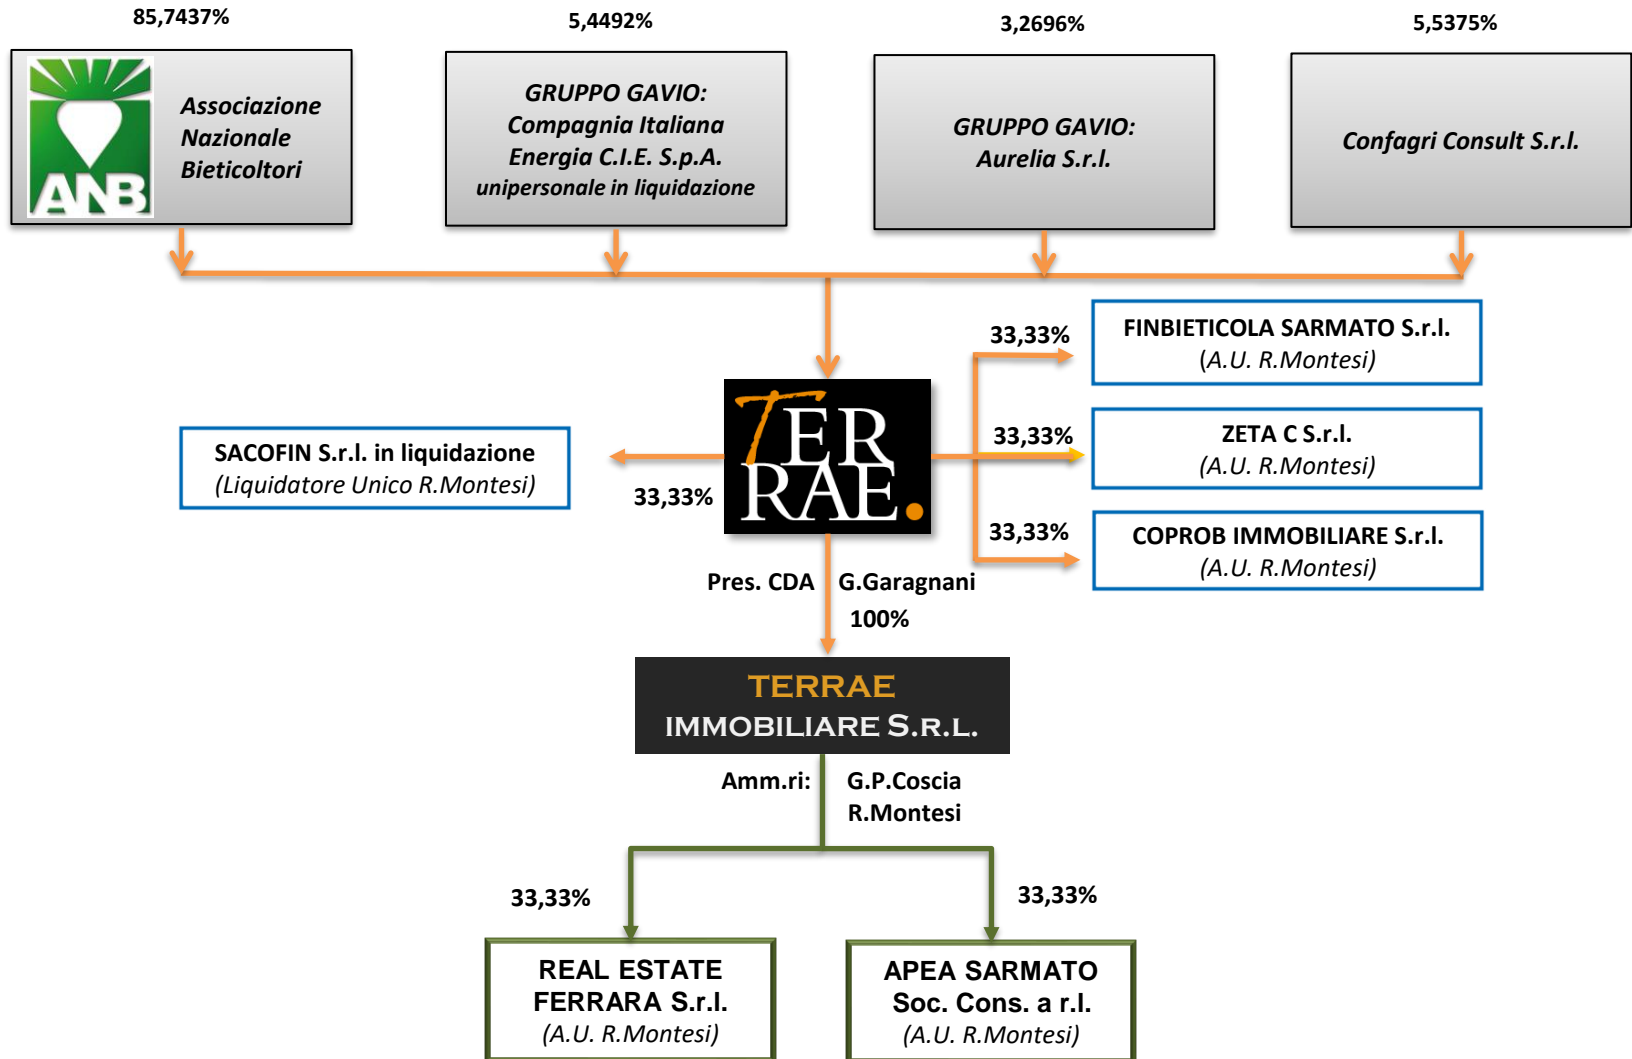 85,7437%
5,4492%
3,2696%
5,5375%
ANB
Associazione
Nazionale
Bieticoltori
GRUPPO GAVIO:
Compagnia Italiana
Energia C.I.E. S.p.A.
unipersonale in liquidazione
GRUPPO GAVIO:
Aurelia S.r.l.
Confagri Consult S.r.l.
33,33%
FINBIETICOLA SARMATO S.r.l.
(A.U. R.Montesi)
SACOFIN S.r.l. in liquidazione
(Liquidatore Unico R.Montesi)
33,33%
TER
RAE.
33,33%
ZETA C S.r.l.
(A.U. R.Montesi)
33,33%
COPROB IMMOBILIARE S.r.l.
(A.U. R.Montesi)
Pres. CDA G.Garagnani
100%
TERRAE
IMMOBILIARE S.R.L.
Amm.ri: G.P.Coscia
R.Montesi
33,33%
33,33%
REAL ESTATE
FERRARA S.r.l.
(A.U. R.Montesi)
APEA SARMATO
Soc. Cons. a r.l.
(A.U. R.Montesi)